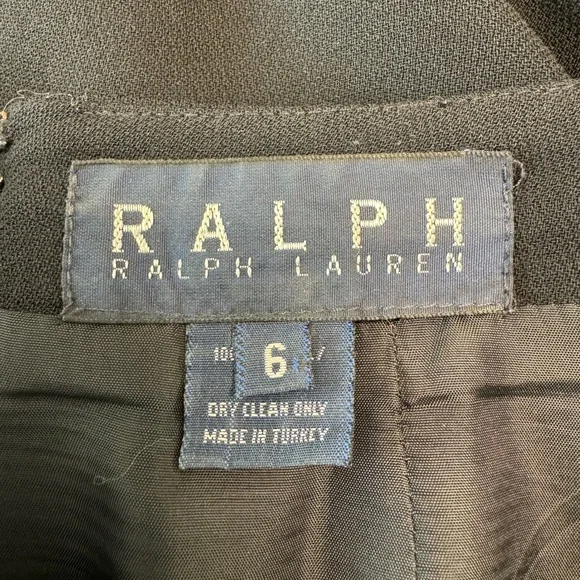 RALPH
RALPH LAUREN
6
DRY CLEAN ONLY
MADE IN TURKEY